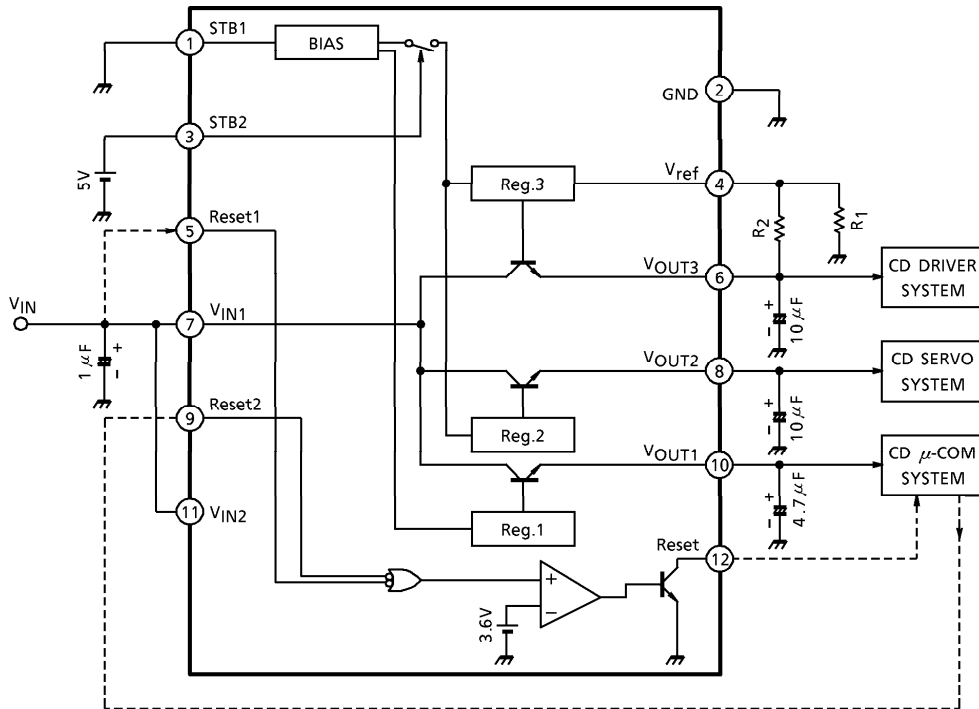 STB1
1
BIAS
GND
2
STB2
3
5V
Reg.3
Vref
4
R2
R1
Reset1
5
VOUT3
6
CD DRIVER
SYSTEM
10 μF
+
-
VIN
VIN1
7
1 μF
+
-
VOUT2
8
CD SERVO
SYSTEM
10 μF
+
-
Reset2
9
Reg.2
VOUT1
10
CD μ-COM
SYSTEM
4.7 μF
+
-
11
VIN2
Reg.1
Reset
12
+
-
3.6V